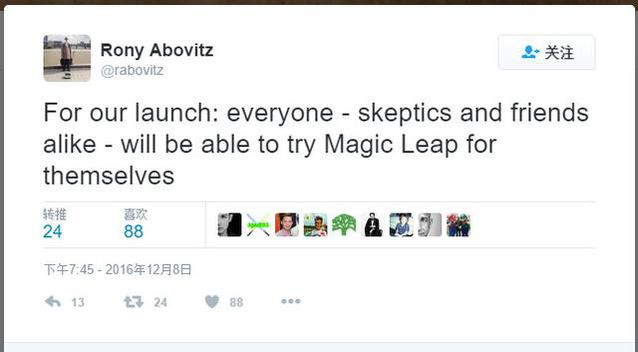 Rony Abovitz
@rabovitz
关注
For our launch: everyone - skeptics and friends
alike - will be able to try Magic Leap for
themselves
转推 喜欢
24 88
下午7:45 - 2016年12月8日
13 24 88